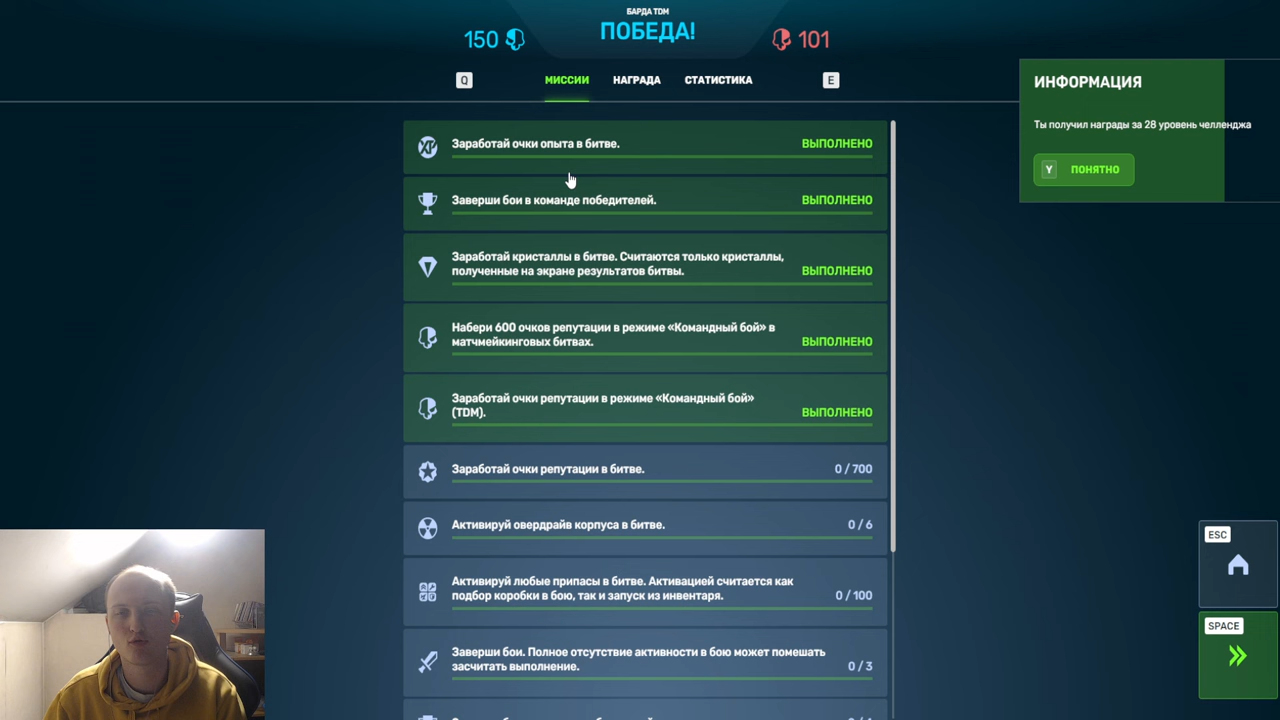 БАРДА TDM
ПОБЕДА!
150
101
Q
МИССИИ
НАГРАДА
СТАТИСТИКА
E
ИНФОРМАЦИЯ
Ты получил награды за 28 уровень челленджа
Y
ПОНЯТНО
Заработай очки опыта в битве.
ВЫПОЛНЕНО
Заверши бои в команде победителей.
ВЫПОЛНЕНО
Заработай кристаллы в битве. Считаются только кристаллы,
полученные на экране результатов битвы.
ВЫПОЛНЕНО
Набери 600 очков репутации в режиме «Командный бой» в
матчмейкинговых битвах.
ВЫПОЛНЕНО
Заработай очки репутации в режиме «Командный бой»
(TDM).
ВЫПОЛНЕНО
Заработай очки репутации в битве.
0 / 700
Активируй овердрайв корпуса в битве.
0 / 6
Активируй любые припасы в битве. Активацией считается как
подбор коробки в бою, так и запуск из инвентаря.
0 / 100
Заверши бои. Полное отсутствие активности в бою может помешать
засчитать выполнение.
0 / 3
ESC
SPACE